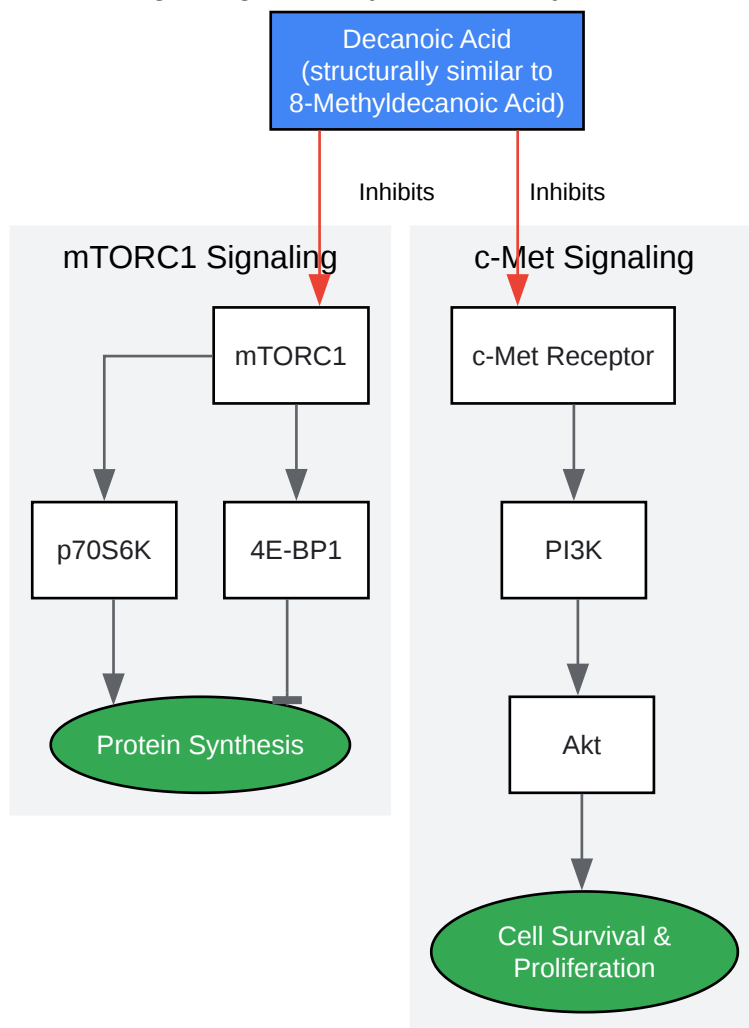 Decanoic Acid
(structurally similar to
8-Methyldecanoic Acid)
Inhibits
Inhibits
mTORC1 Signaling
c-Met Signaling
mTORC1
c-Met Receptor
p70S6K
4E-BP1
PI3K
Protein Synthesis
Akt
Cell Survival &
Proliferation